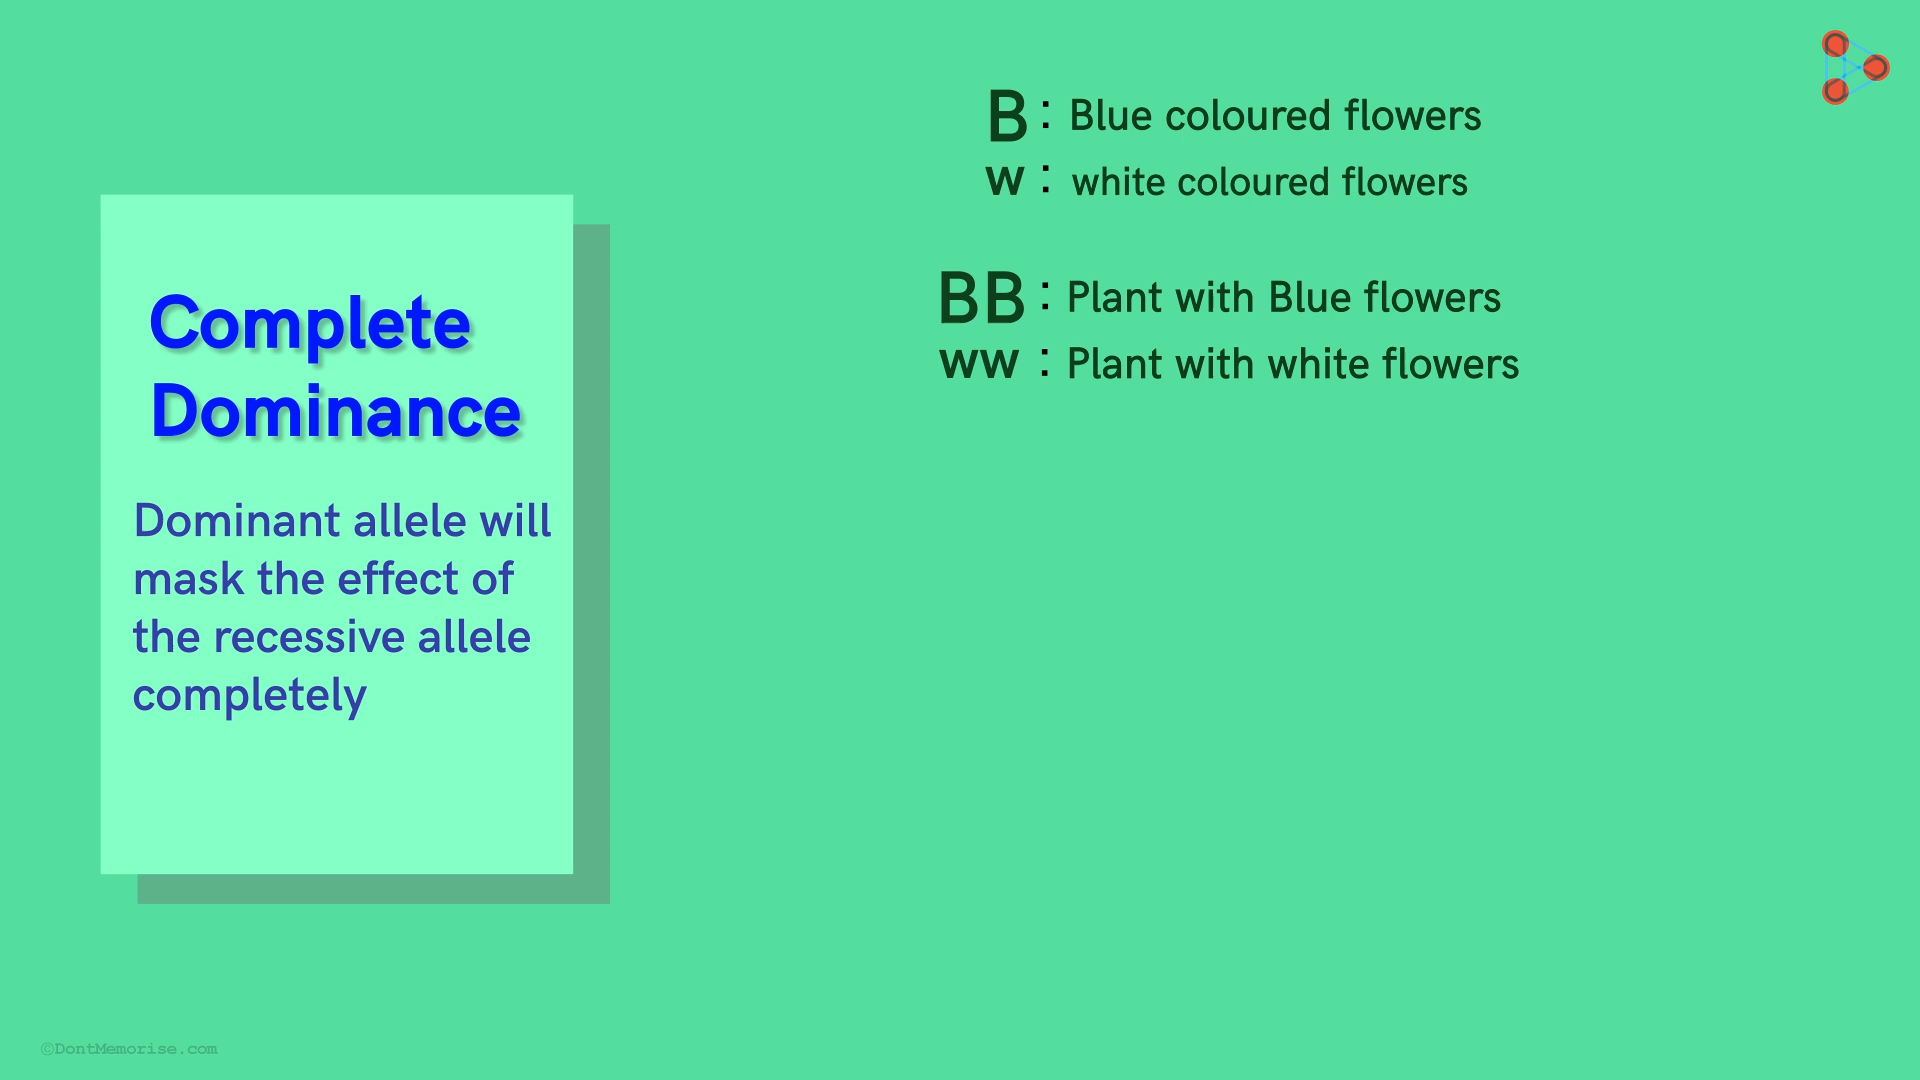 Complete
Dominance
Dominant allele will
mask the effect of
the recessive allele
completely
B : Blue coloured flowers
w : white coloured flowers
BB : Plant with Blue flowers
ww : Plant with white flowers
©DontMemorise.com